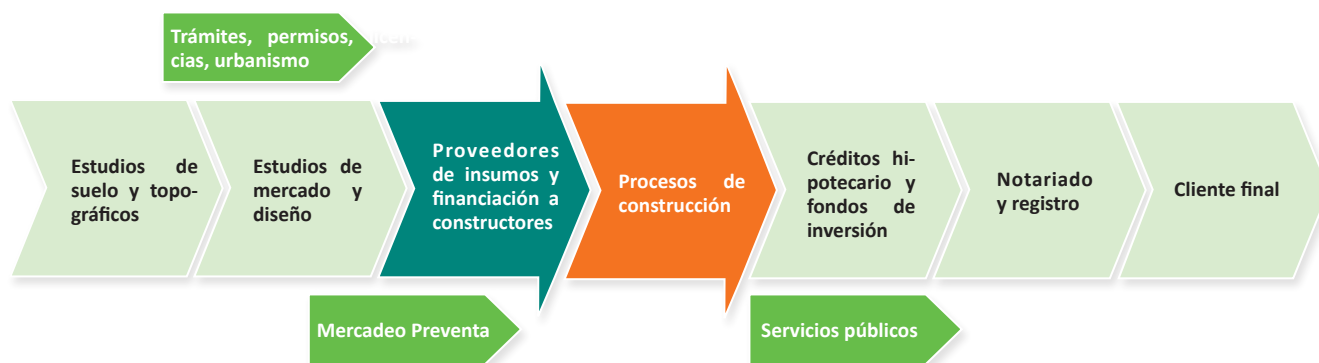 Trámites, permisos, licen-
cias, urbanismo
Estudios de
suelo y topo-
gráficos
Estudios de
mercado y
diseño
Proveedores
de insumos y
financiación a
constructores
Procesos de
construcción
Créditos hi-
potecario y
fondos de
inversión
Notariado
y registro
Cliente final
Mercadeo Preventa
Servicios públicos